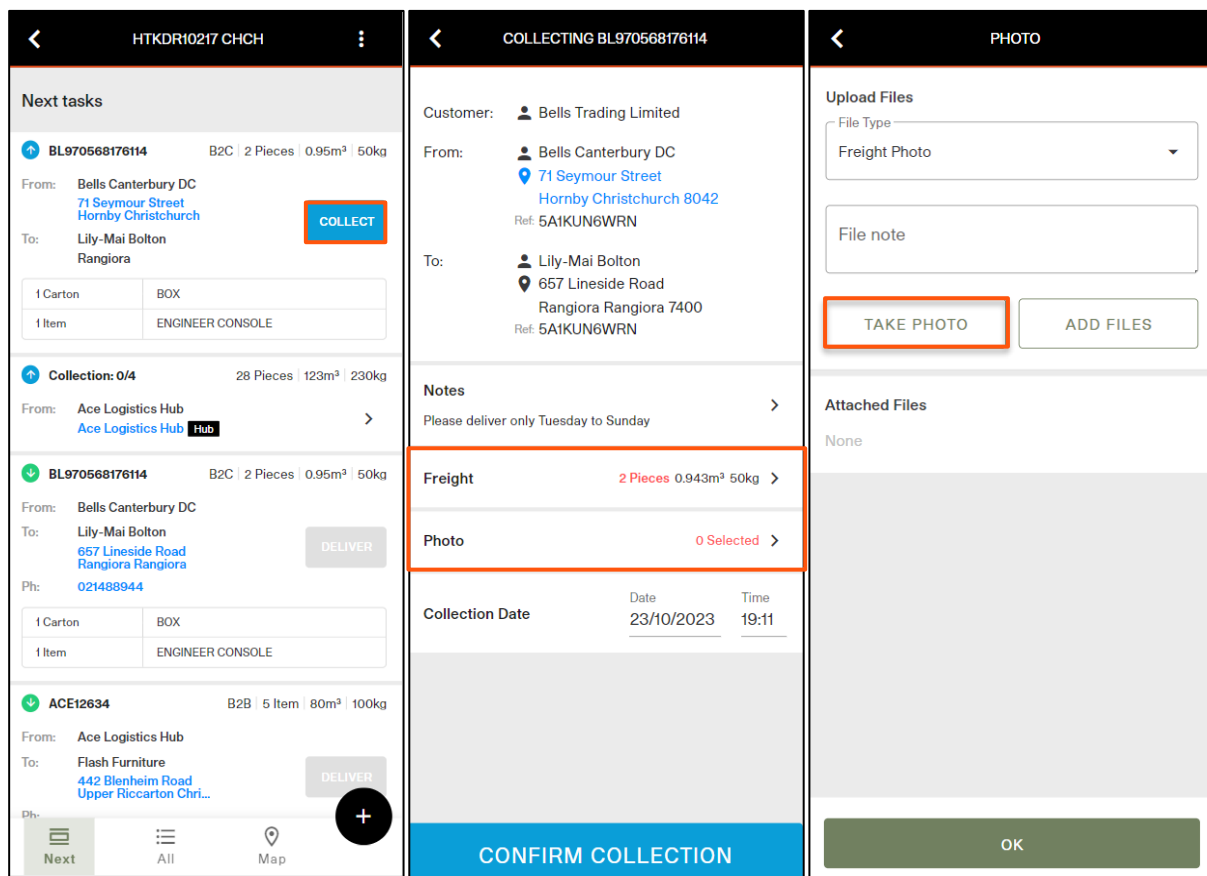 HTKDR10217 CHCH
Next tasks
BL970568176114 B2C 2 Pieces 0.95m³ 50kg
From: Bells Canterbury DC
71 Seymour Street
Hornby Christchurch
COLLECT
To: Lily-Mai Bolton
Rangiora
1 Carton BOX
1 Item ENGINEER CONSOLE
Collection: 0/4 28 Pieces 123m³ 230kg
From: Ace Logistics Hub
Ace Logistics Hub Hub
BL970568176114 B2C 2 Pieces 0.95m³ 50kg
From: Bells Canterbury DC
To: Lily-Mai Bolton
657 Lineside Road
Rangiora Rangiora
DELIVER
Ph: 021488944
1 Carton BOX
1 Item ENGINEER CONSOLE
ACE12634 B2B 5 Item 80m³ 100kg
From: Ace Logistics Hub
To: Flash Furniture
442 Blenheim Road
Upper Riccarton Chri...
DELIVER
Ph:
+
Next All Map
COLLECTING BL970568176114
Customer: Bells Trading Limited
From: Bells Canterbury DC
71 Seymour Street
Hornby Christchurch 8042
Ref: 5A1KUN6WRN
To: Lily-Mai Bolton
657 Lineside Road
Rangiora Rangiora 7400
Ref: 5A1KUN6WRN
Notes
Please deliver only Tuesday to Sunday
Freight 2 Pieces 0.943m³ 50kg
Photo 0 Selected
Collection Date
Date Time
23/10/2023 19:11
CONFIRM COLLECTION
PHOTO
Upload Files
File Type
Freight Photo
File note
TAKE PHOTO ADD FILES
Attached Files
None
OK